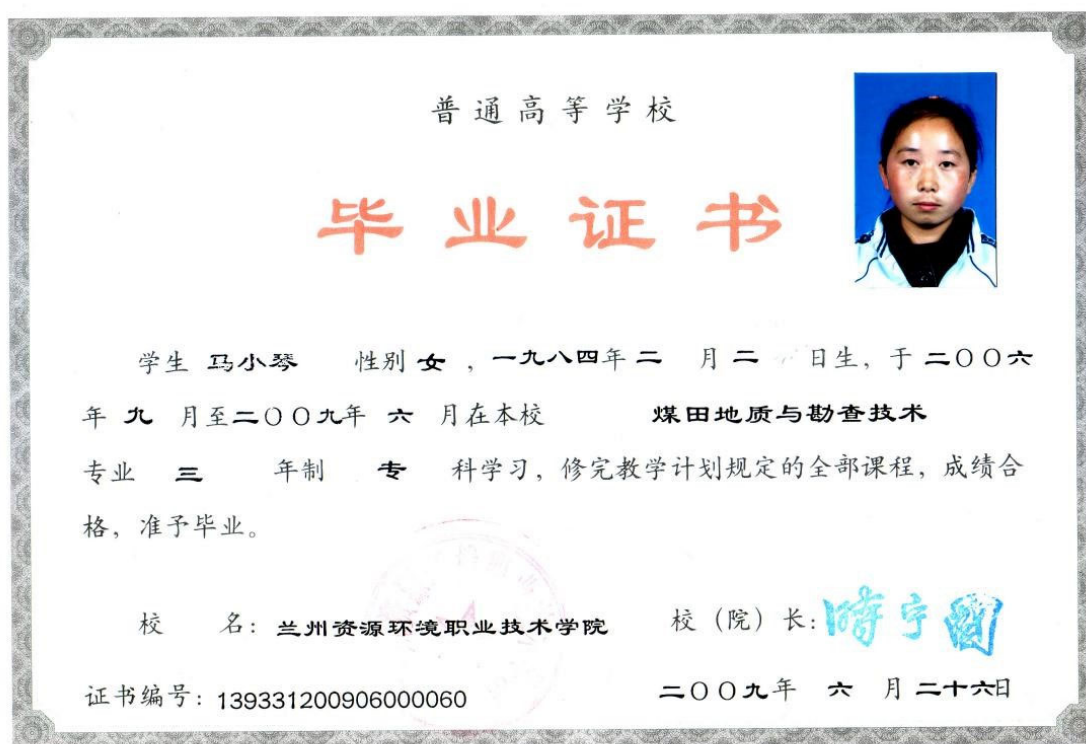 普通高等学校
毕业证书
学生 马小琴 性别 女 ，一九八四年 二 月 二 日生，于 二〇〇六
年 九 月至二〇〇九年 六 月在本校 煤田地质与勘查技术
专业 三 年制 专 科学习，修完教学计划规定的全部课程，成绩合
格，准予毕业。
校 名：兰州资源环境职业技术学院 校（院）长：
证书编号：139331200906000060 二〇〇九年 六 月 二十六日